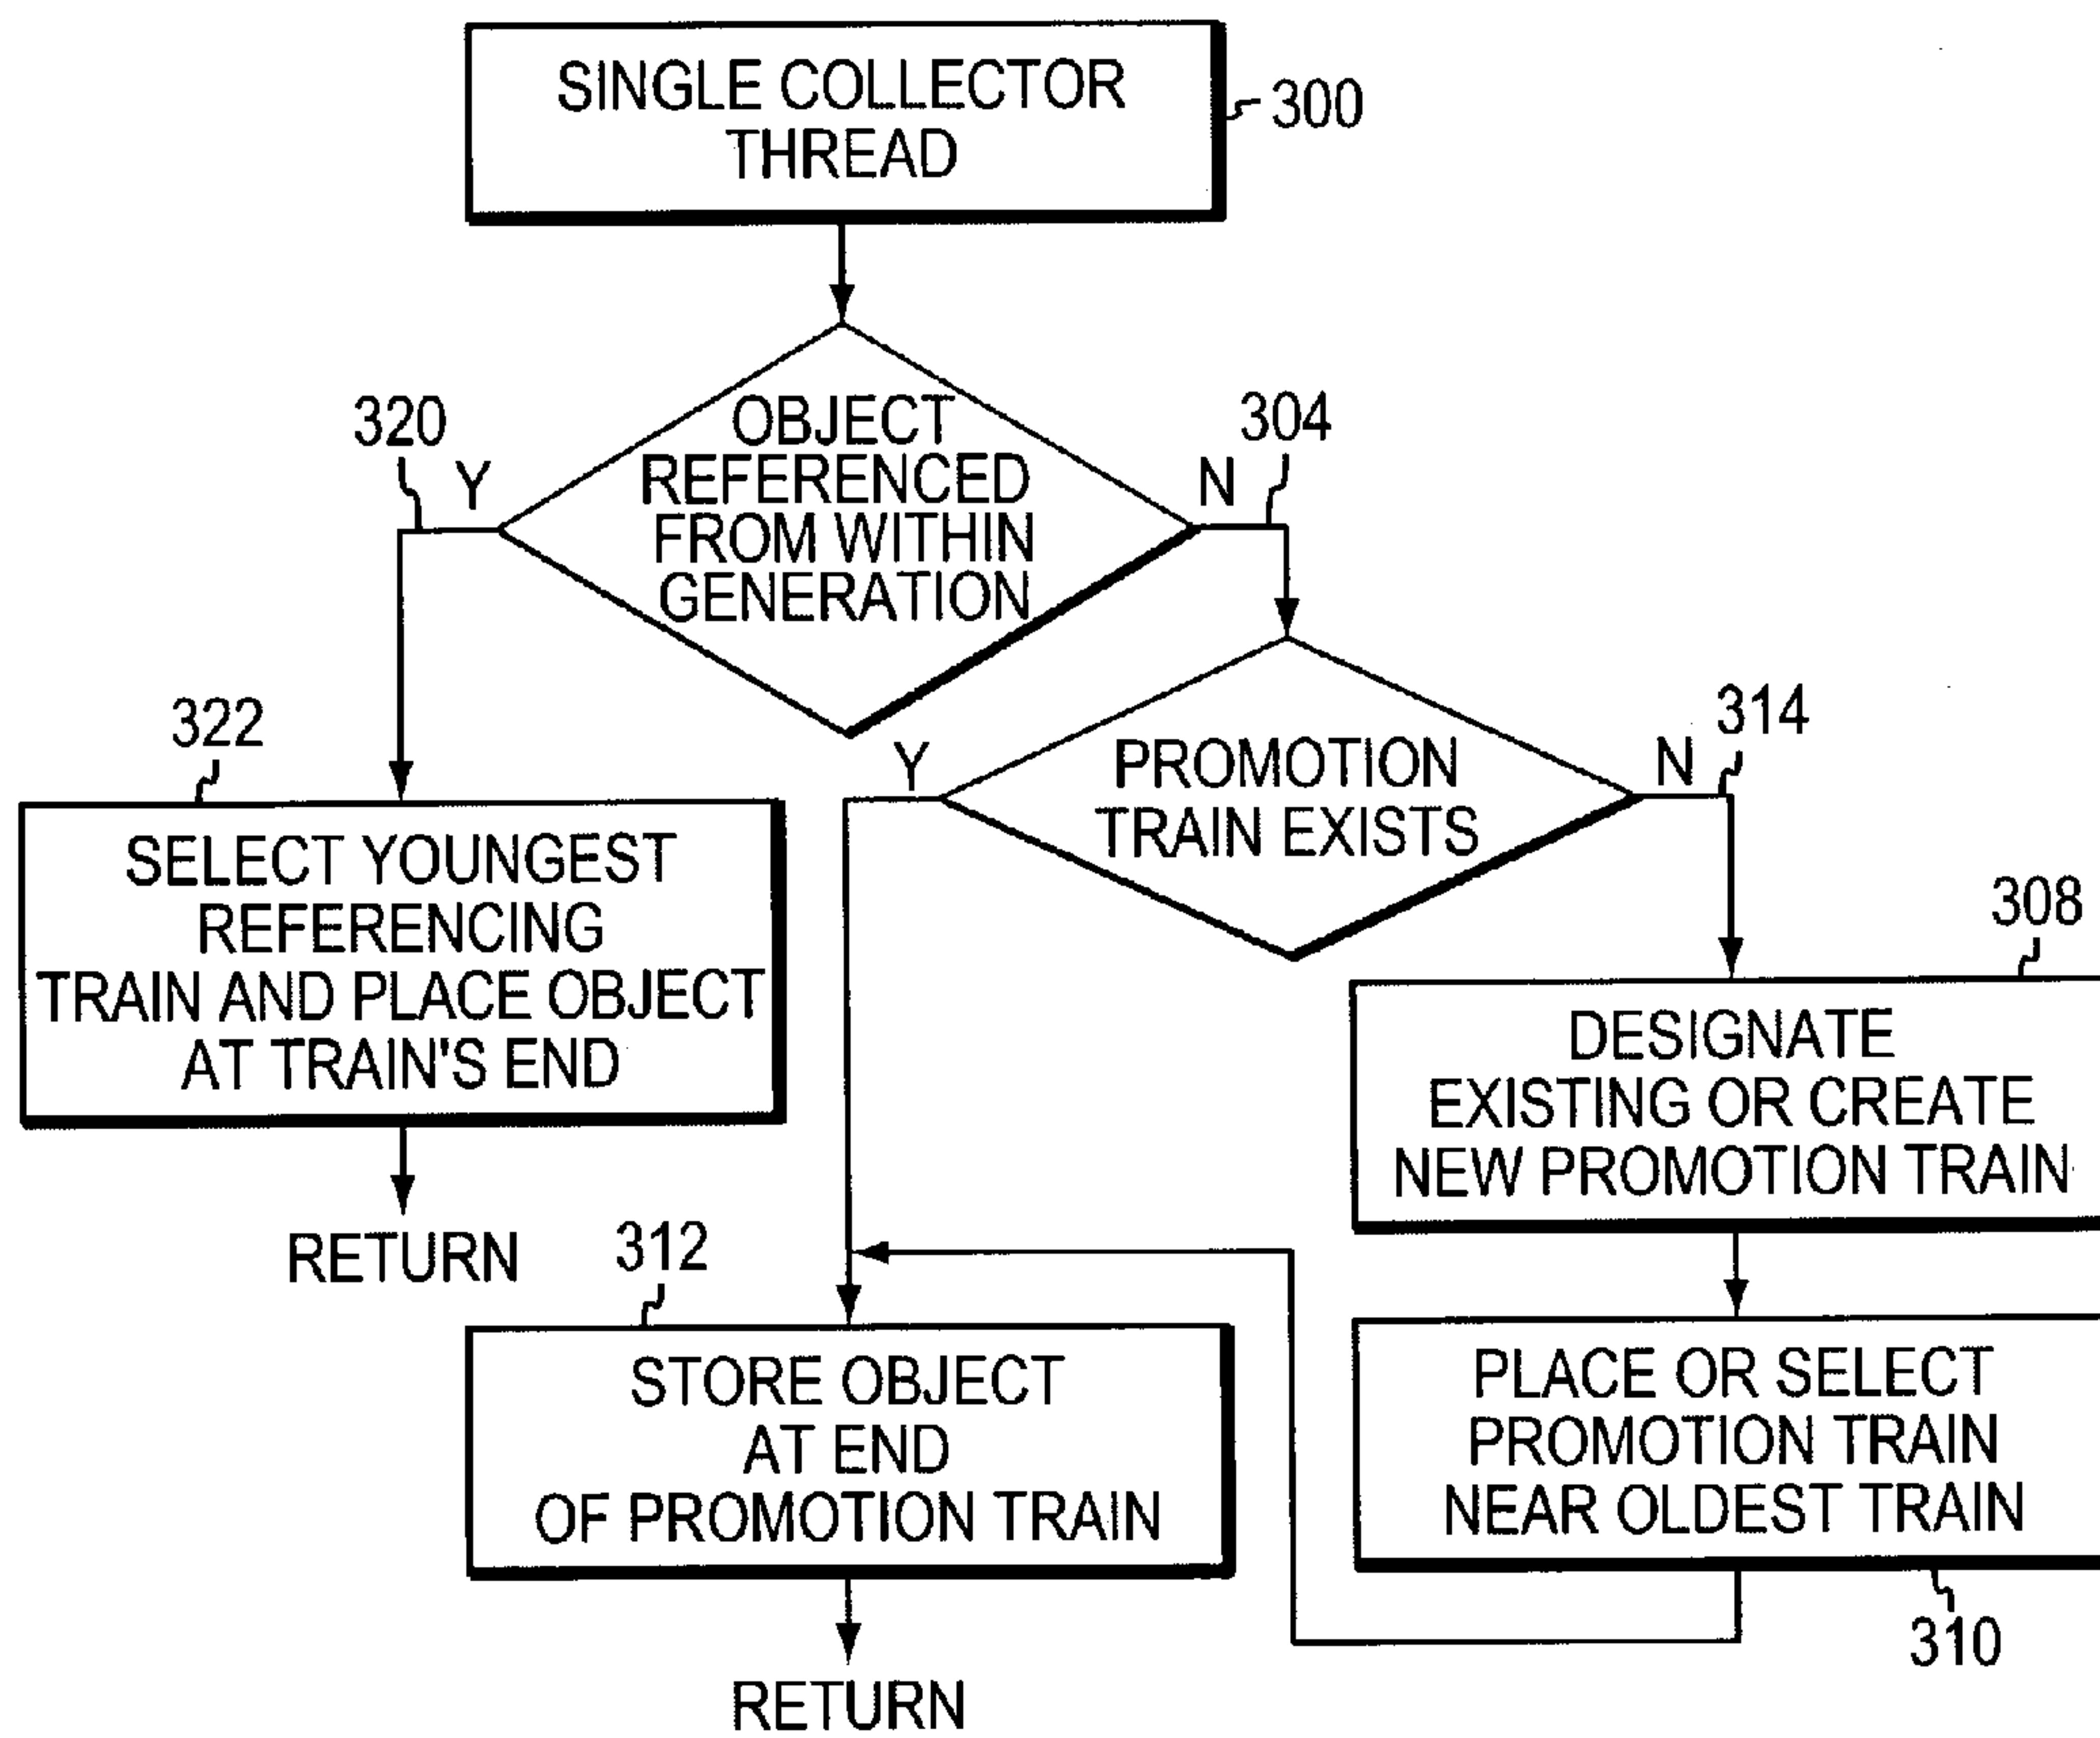 SINGLE COLLECTOR
THREAD
300
OBJECT
REFERENCED
FROM WITHIN
GENERATION
320
Y
304
N
322
SELECT YOUNGEST
REFERENCING
TRAIN AND PLACE OBJECT
AT TRAIN'S END
RETURN
PROMOTION
TRAIN EXISTS
Y
N
314
308
DESIGNATE
EXISTING OR CREATE
NEW PROMOTION TRAIN
PLACE OR SELECT
PROMOTION TRAIN
NEAR OLDEST TRAIN
310
312
STORE OBJECT
AT END
OF PROMOTION TRAIN
RETURN